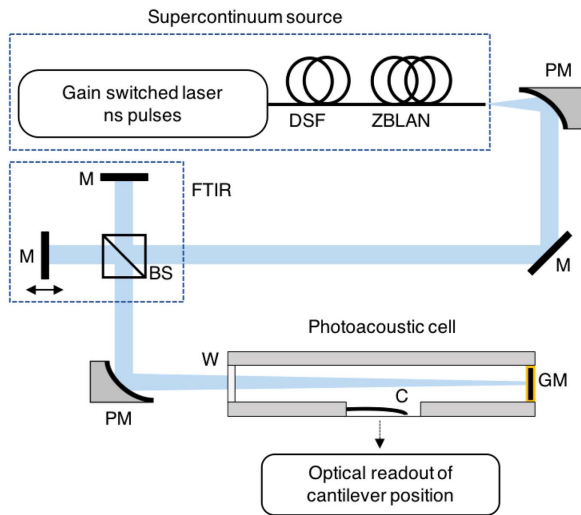 Supercontinuum source
Gain switched laser
ns pulses
DSF
ZBLAN
PM
M
FTIR
M
BS
M
Photoacoustic cell
W
GM
C
PM
Optical readout of
cantilever position